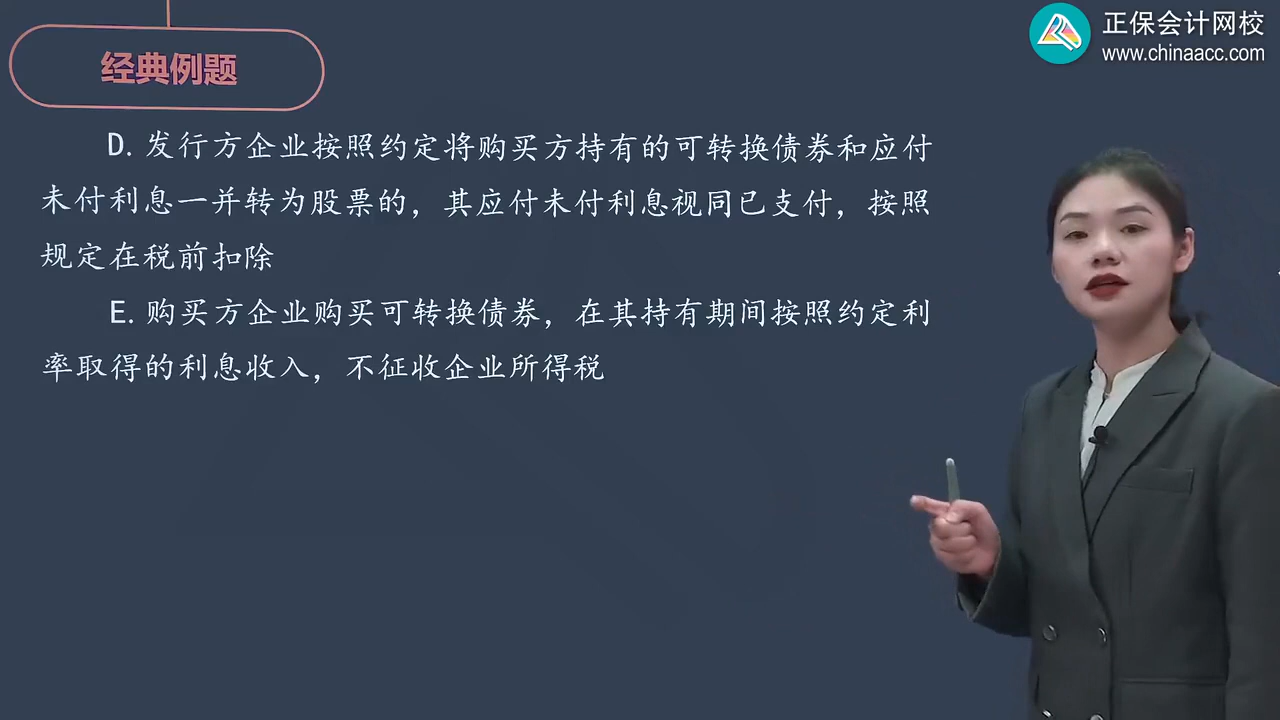 正保会计网校
www.chinaacc.com
经典例题
D. 发行方企业按照约定将购买方持有的可转换债券和应付
未付利息一并转为股票的，其应付未付利息视同已支付，按照
规定在税前扣除
E. 购买方企业购买可转换债券，在其持有期间按照约定利
率取得的利息收入，不征收企业所得税